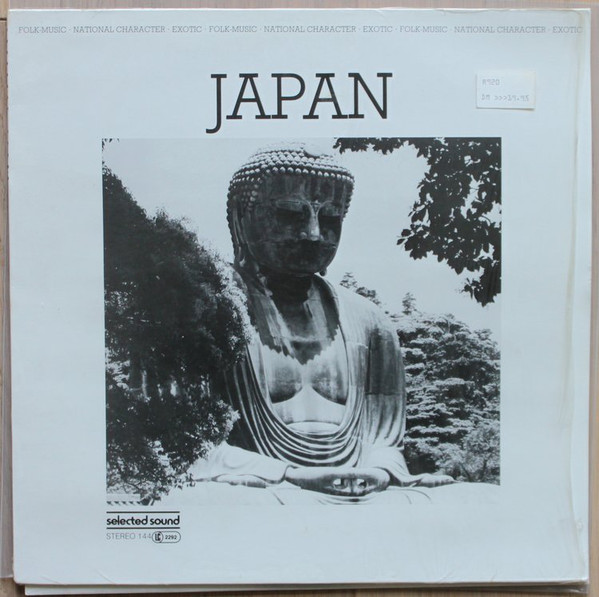 FOLK-MUSIC · NATIONAL CHARACTER · EXOTIC · FOLK-MUSIC · NATIONAL CHARACTER · EXOTIC · FOLK-MUSIC · NATIONAL CHARACTER · EXOTIC
JAPAN
selected sound
STEREO 144 LC 2292